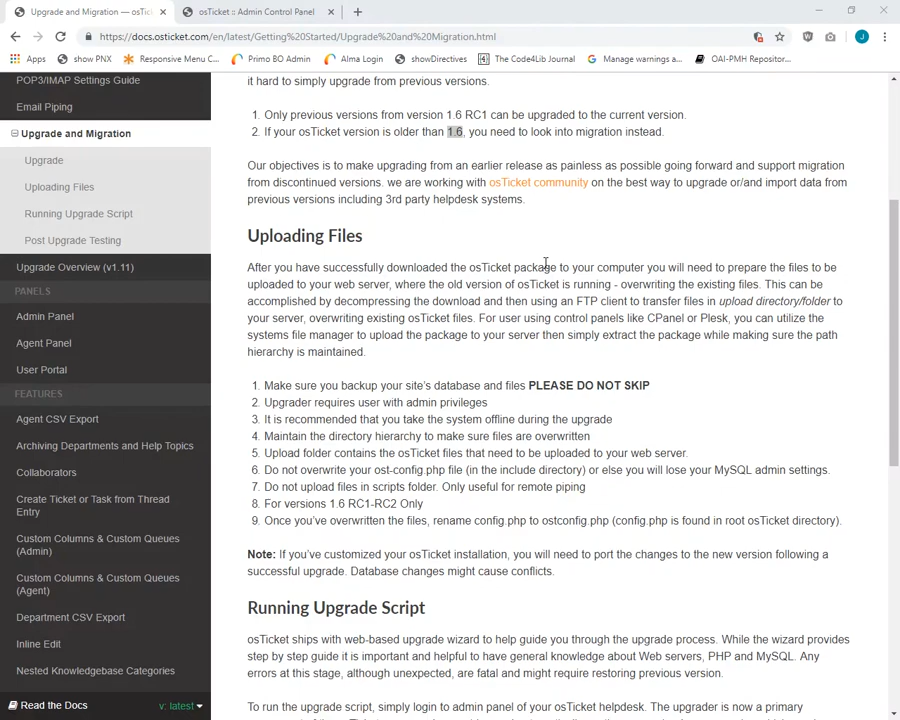 Upgrade and Migration — osTic
osTicket :: Admin Control Panel
https://docs.osticket.com/en/latest/Getting%20Started/Upgrade%20and%20Migration.html
Apps POPs show PNX Responsive Menu C... Primo BO Admin Alma Login showDirectives The Code4Lib Journal Manage warnings a... OAI-PMH Repositor...
POP3/IMAP Settings Guide
Email Piping
Upgrade and Migration
Upgrade
Uploading Files
Running Upgrade Script
Post Upgrade Testing
Upgrade Overview (v1.11)
PANELS
Admin Panel
Agent Panel
User Portal
FEATURES
Agent CSV Export
Archiving Departments and Help Topics
Collaborators
Create Ticket or Task from Thread
Entry
Custom Columns & Custom Queues
(Admin)
Custom Columns & Custom Queues
(Agent)
Department CSV Export
Inline Edit
Nested Knowledgebase Categories
Read the Docs
v: latest
it hard to simply upgrade from previous versions.
1. Only previous versions from version 1.6 RC1 can be upgraded to the current version.
2. If your osTicket version is older than 1.6, you need to look into migration instead.
Our objectives is to make upgrading from an earlier release as painless as possible going forward and support migration
from discontinued versions. we are working with osTicket community on the best way to upgrade or/and import data from
previous versions including 3rd party helpdesk systems.
Uploading Files
After you have successfully downloaded the osTicket package to your computer you will need to prepare the files to be
uploaded to your web server, where the old version of osTicket is running - overwriting the existing files. This can be
accomplished by decompressing the download and then using an FTP client to transfer files in upload directory/folder to
your server, overwriting existing osTicket files. For user using control panels like CPanel or Plesk, you can utilize the
systems file manager to upload the package to your server then simply extract the package while making sure the path
hierarchy is maintained.
1. Make sure you backup your site's database and files PLEASE DO NOT SKIP
2. Upgrader requires user with admin privileges
3. It is recommended that you take the system offline during the upgrade
4. Maintain the directory hierarchy to make sure files are overwritten
5. Upload folder contains the osTicket files that need to be uploaded to your web server.
6. Do not overwrite your ost-config.php file (in the include directory) or else you will lose your MySQL admin settings.
7. Do not upload files in scripts folder. Only useful for remote piping
8. For versions 1.6 RC1-RC2 Only
9. Once you've overwritten the files, rename config.php to ostconfig.php (config.php is found in root osTicket directory).
Note: If you've customized your osTicket installation, you will need to port the changes to the new version following a
successful upgrade. Database changes might cause conflicts.
Running Upgrade Script
osTicket ships with web-based upgrade wizard to help guide you through the upgrade process. While the wizard provides
step by step guide it is important and helpful to have general knowledge about Web servers, PHP and MySQL. Any
errors at this stage, although unexpected, are fatal and might require restoring previous version.
To run the upgrade script, simply login to admin panel of your osTicket helpdesk. The upgrader is now a primary